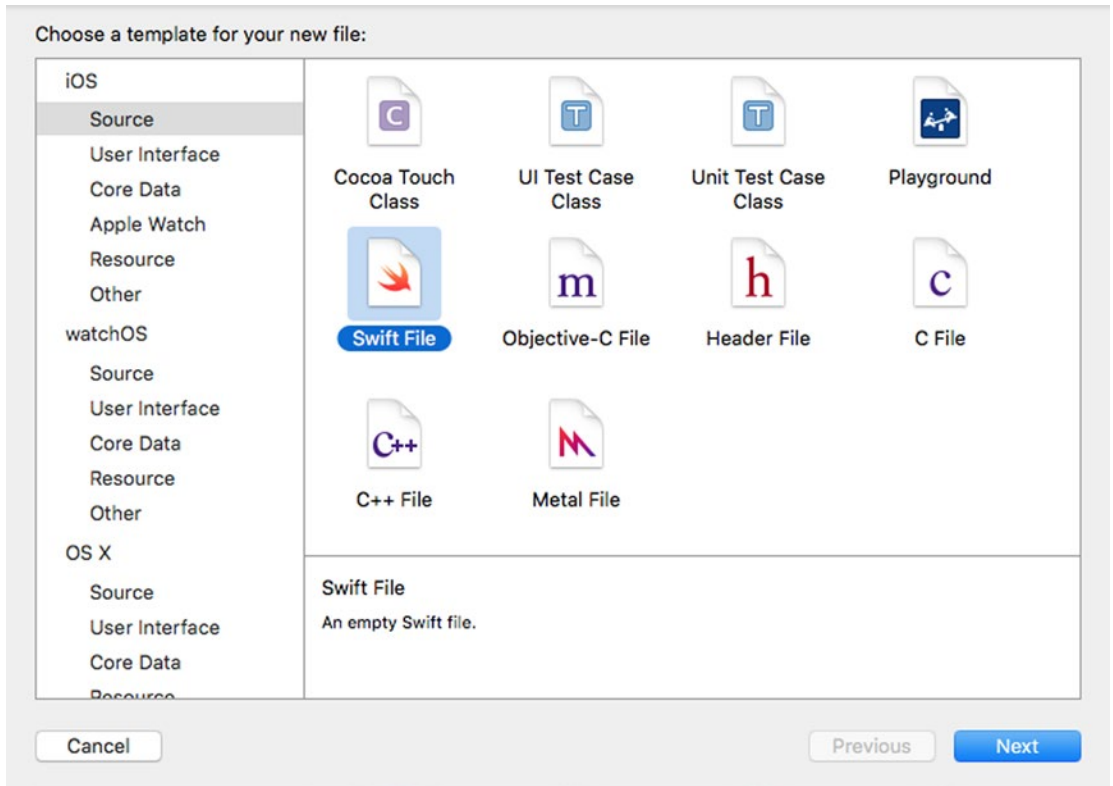 Choose a template for your new file:
iOS
Source
User Interface
Core Data
Apple Watch
Resource
Other
watchOS
Source
User Interface
Core Data
Resource
Other
OS X
Source
User Interface
Core Data
Resource
C
T
T
Cocoa Touch
Class
UI Test Case
Class
Unit Test Case
Class
Playground
m
h
c
Swift File
Objective-C File
Header File
C File
C++
C++ File
Metal File
Swift File
An empty Swift file.
Cancel
Previous
Next